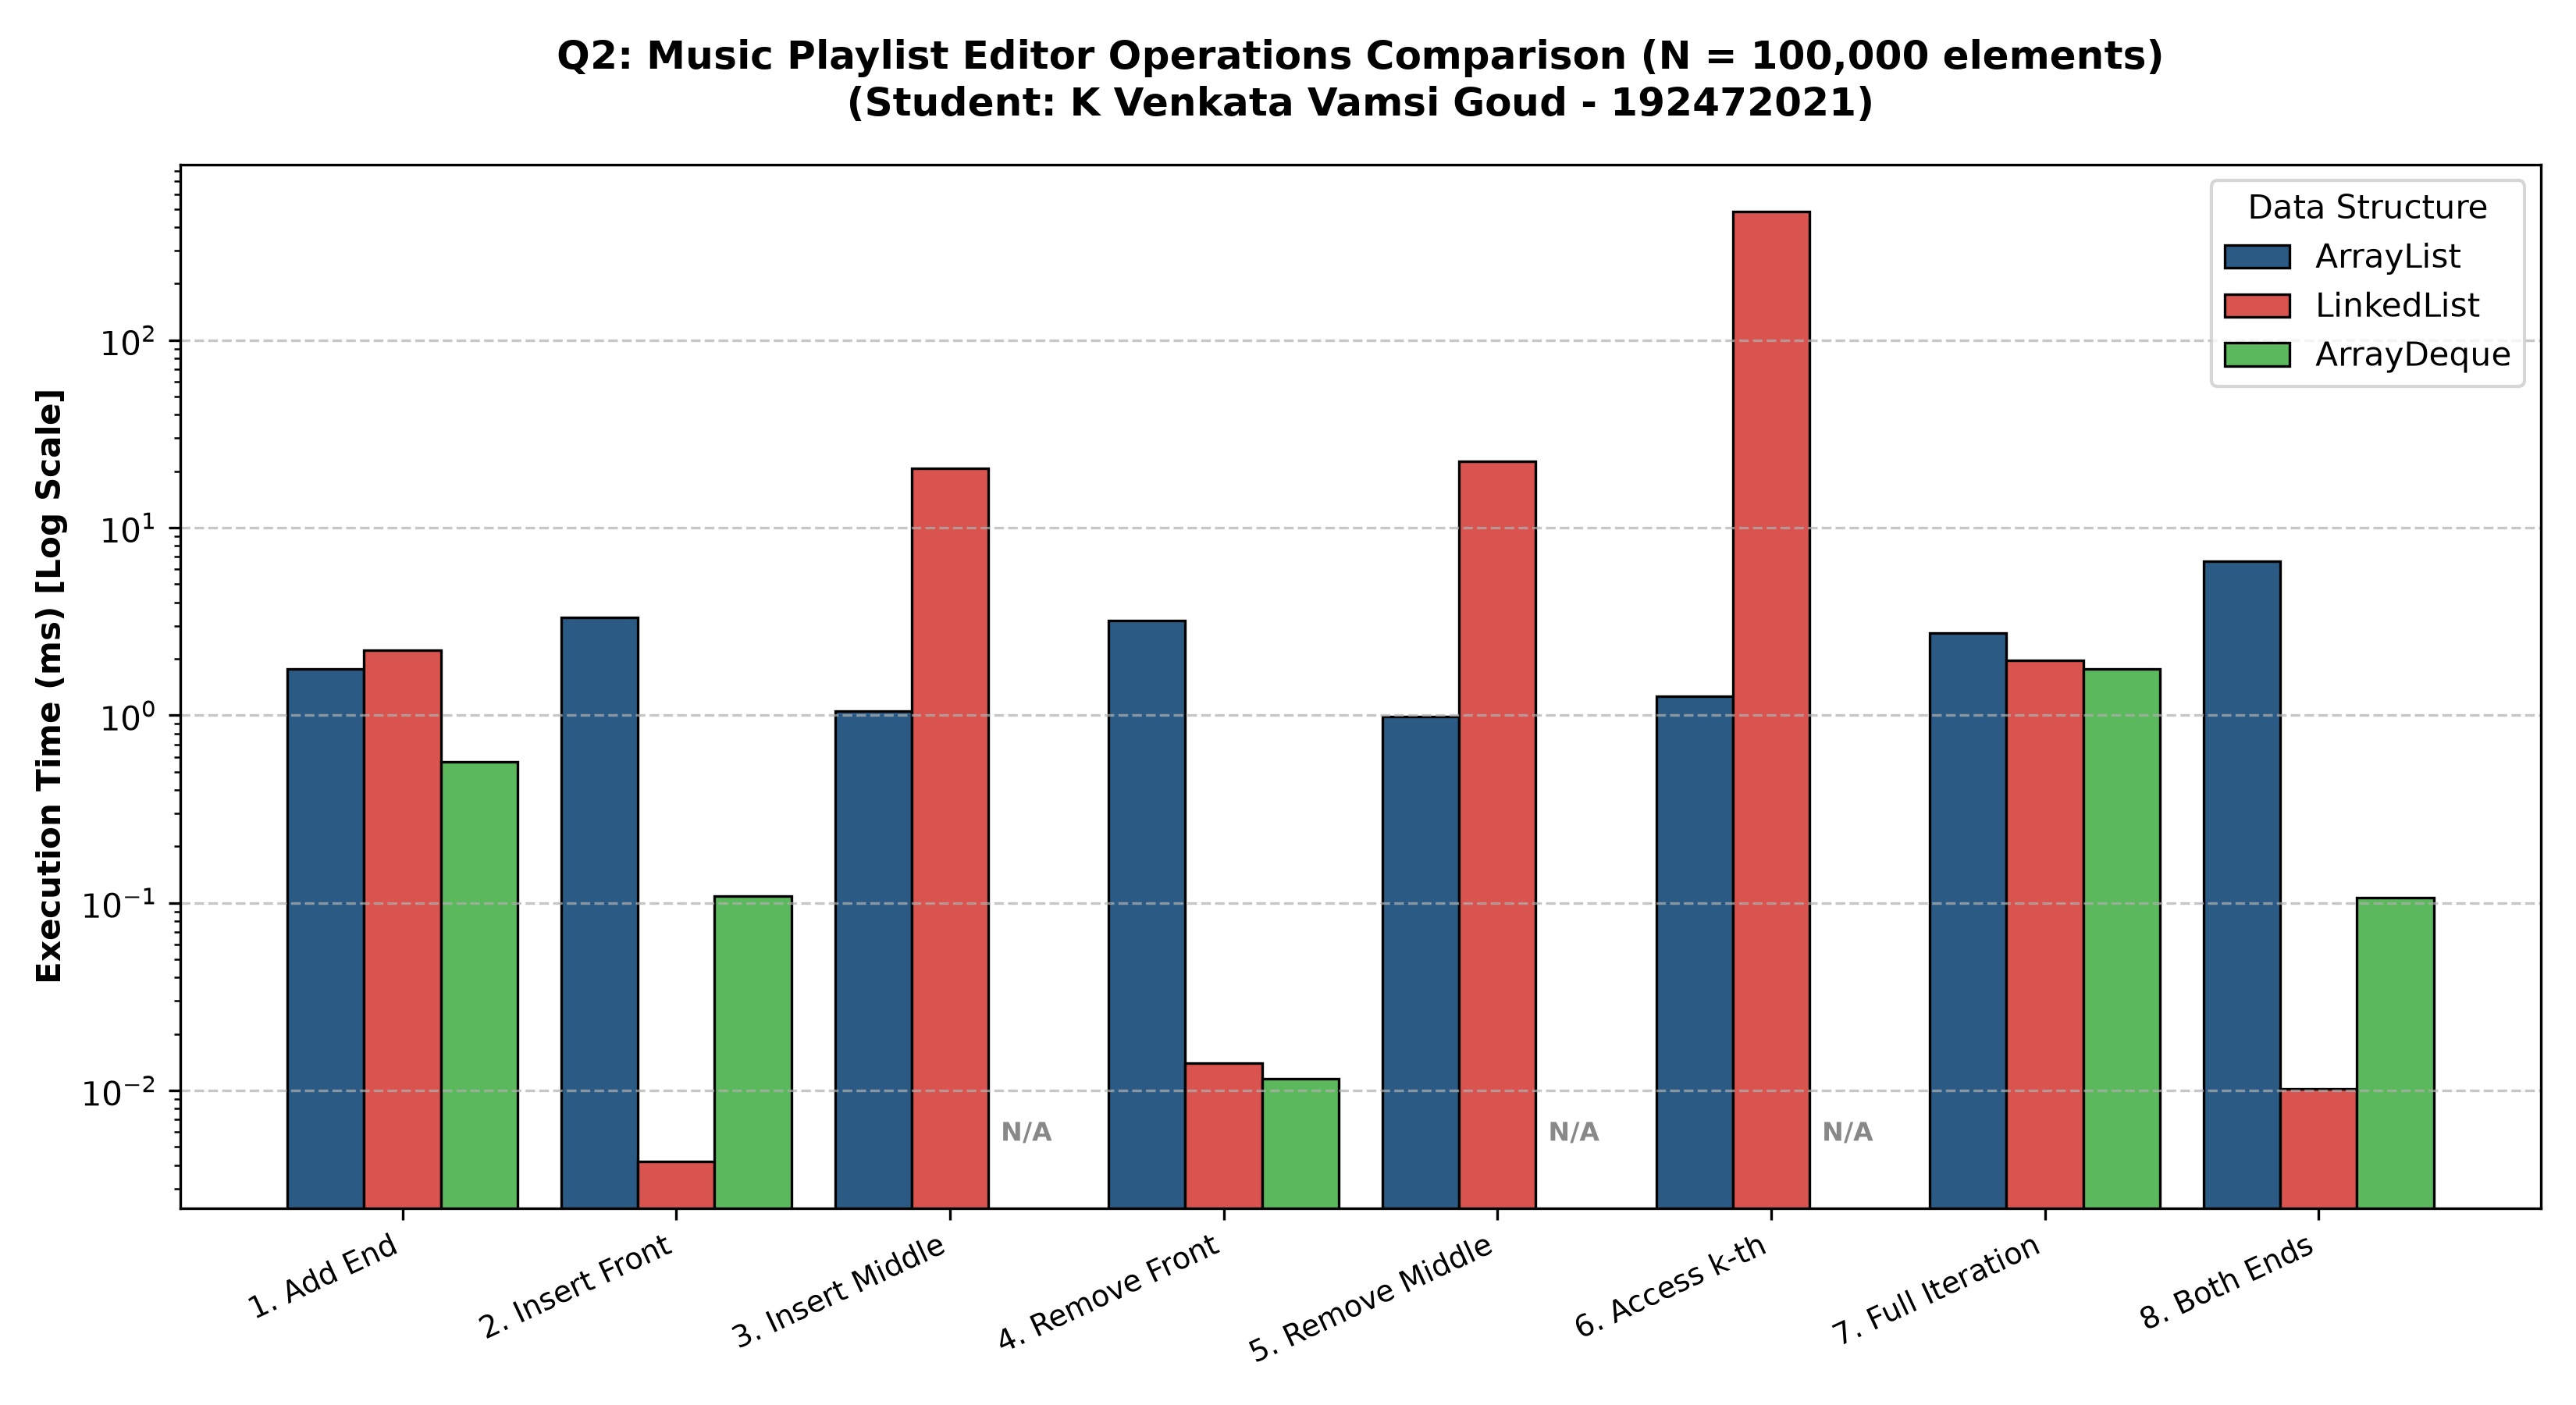 Q2: Music Playlist Editor Operations Comparison (N = 100,000 elements)
(Student: K Venkata Vamsi Goud - 192472021)
Execution Time (ms) [Log Scale]
10²
10¹
10⁰
10⁻¹
10⁻²
Data Structure
ArrayList
LinkedList
ArrayDeque
N/A
N/A
N/A
1. Add End
2. Insert Front
3. Insert Middle
4. Remove Front
5. Remove Middle
6. Access k-th
7. Full Iteration
8. Both Ends